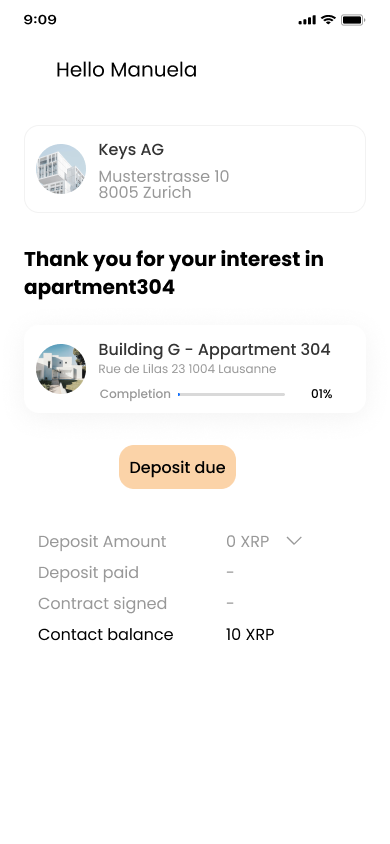 9:09
Hello Manuela
Keys AG
Musterstrasse 10
8005 Zurich
Thank you for your interest in
apartment304
Building G - Appartment 304
Rue de Lilas 23 1004 Lausanne
Completion 01%
Deposit due
Deposit Amount 0 XRP
Deposit paid -
Contract signed -
Contact balance 10 XRP